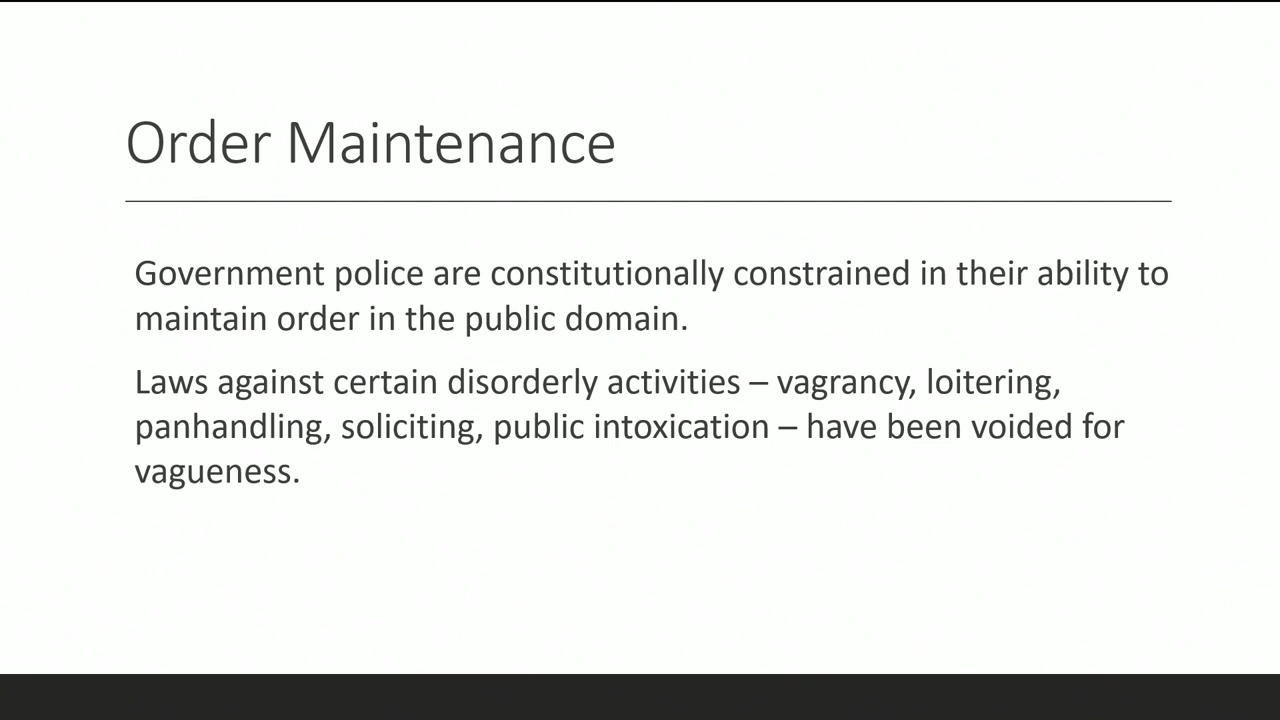 Order Maintenance
Government police are constitutionally constrained in their ability to
maintain order in the public domain.
Laws against certain disorderly activities – vagrancy, loitering,
panhandling, soliciting, public intoxication – have been voided for
vagueness.